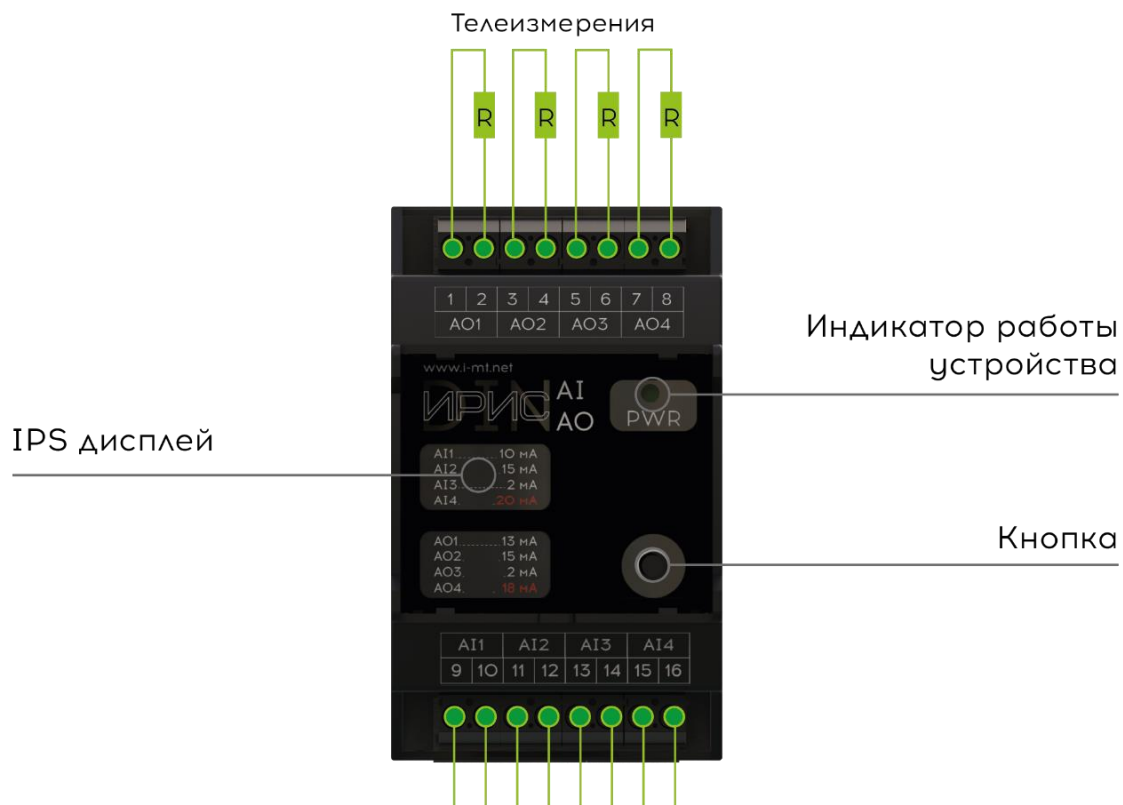 Телеизмерения
R R R R
1 2 3 4 5 6 7 8
AO1 AO2 AO3 AO4
Индикатор работы
устройства
www.i-mt.net
DIN
ИРИС
AI
AO
PWR
IPS дисплей
AI1 10 мА
AI2 15 мА
AI3 2 мА
AI4 20 мА
AO1 13 мА
AO2 15 мА
AO3 2 мА
AO4 18 мА
Кнопка
AI1 AI2 AI3 AI4
9 10 11 12 13 14 15 16